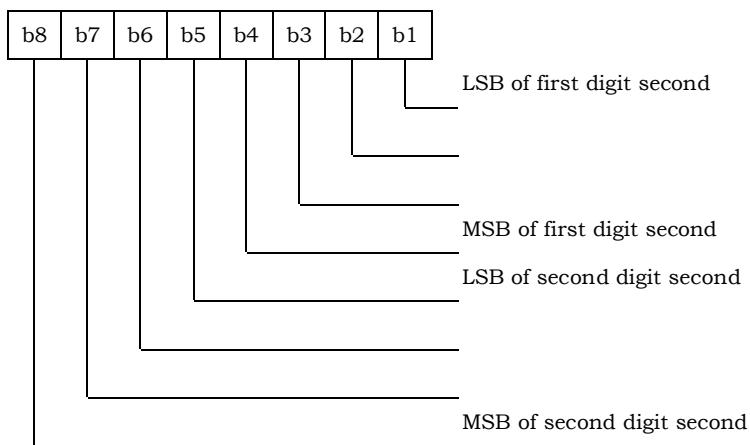 b8 b7 b6 b5 b4 b3 b2 b1
LSB of first digit second
MSB of first digit second
LSB of second digit second
MSB of second digit second